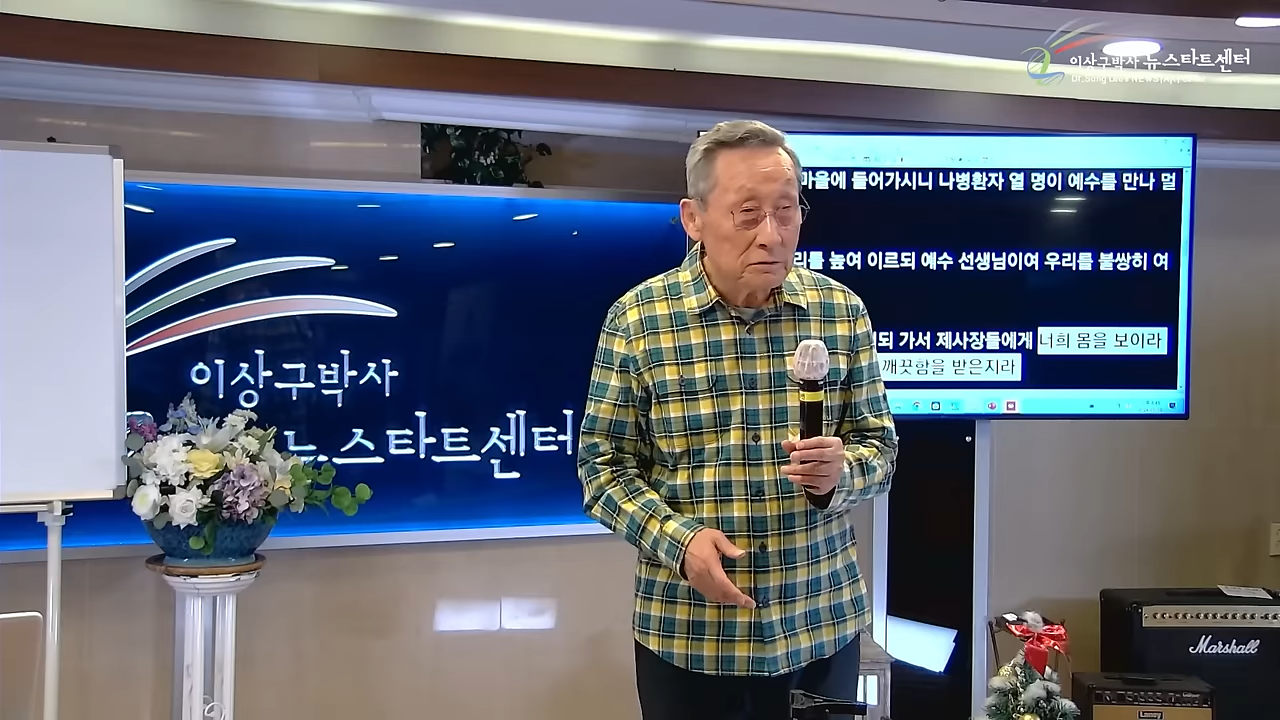 이상구박사 뉴스타트센터
마을에 들어가시니 나병환자 열 명이 예수를 만나 멀
리를 높여 이르되 예수 선생님이여 우리를 불쌍히 여
되 가서 제사장들에게 너희 몸을 보이라
깨끗함을 받은지라
이상구박사
뉴스타트센터
Marshall
Laney